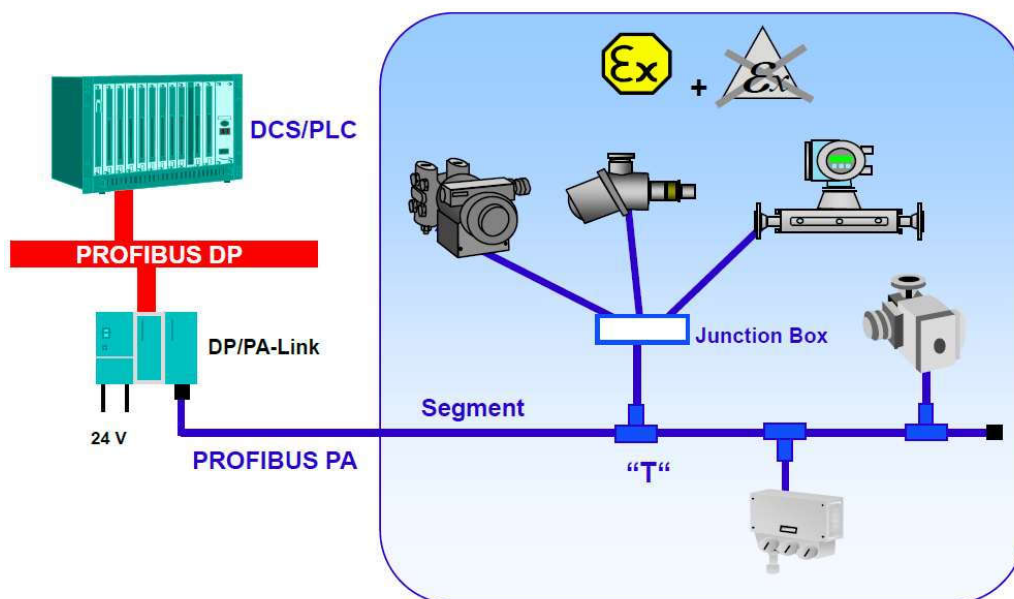 Ex
+
Ex
DCS/PLC
PROFIBUS DP
DP/PA-Link
Junction Box
24 V
Segment
PROFIBUS PA
“T“